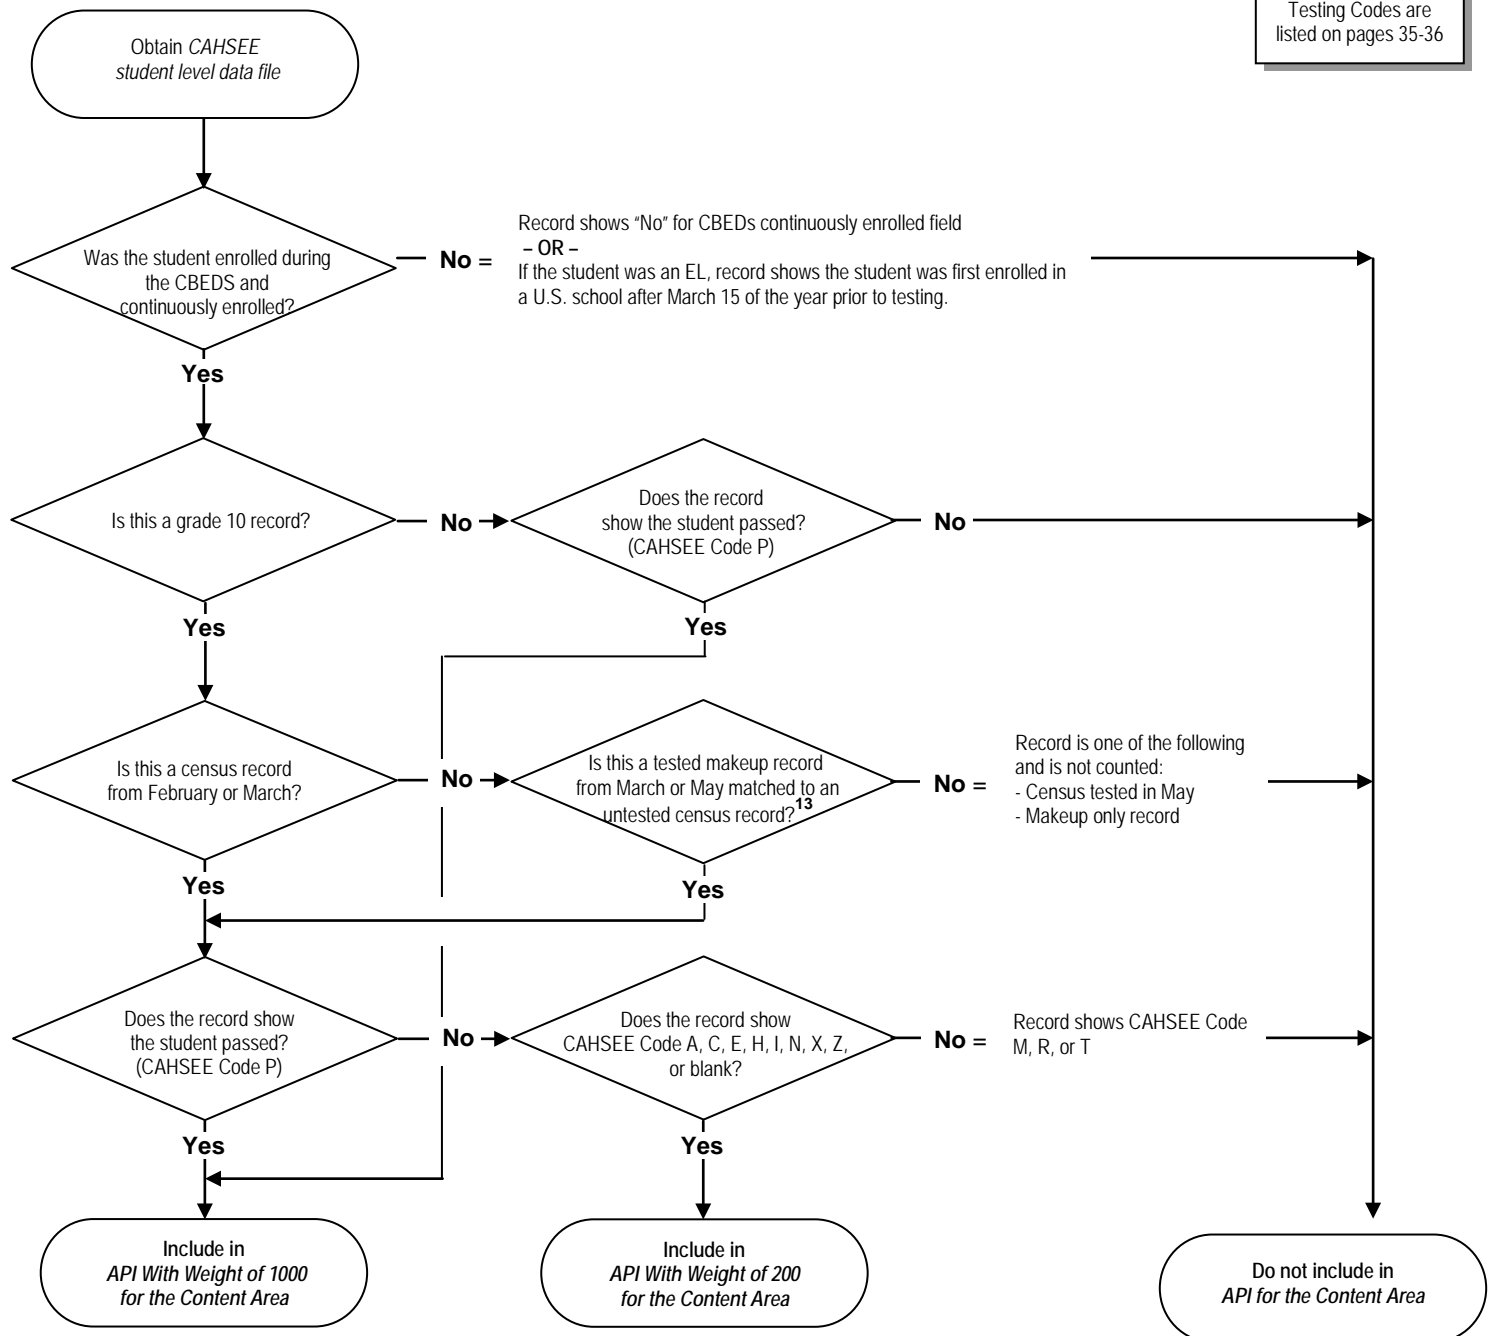 Testing Codes are
listed on pages 35-36
Obtain CAHSEE
student level data file
Was the student enrolled during
the CBEDS and
continuously enrolled?
No =
Record shows "No" for CBEDs continuously enrolled field
– OR –
If the student was an EL, record shows the student was first enrolled in
a U.S. school after March 15 of the year prior to testing.
Yes
Is this a grade 10 record?
No
Does the record
show the student passed?
(CAHSEE Code P)
No
Yes
Yes
Is this a census record
from February or March?
No
Is this a tested makeup record
from March or May matched to an
untested census record?13
No =
Record is one of the following
and is not counted:
- Census tested in May
- Makeup only record
Yes
Yes
Does the record show
the student passed?
(CAHSEE Code P)
No
Does the record show
CAHSEE Code A, C, E, H, I, N, X, Z,
or blank?
No =
Record shows CAHSEE Code
M, R, or T
Yes
Yes
Include in
API With Weight of 1000
for the Content Area
Include in
API With Weight of 200
for the Content Area
Do not include in
API for the Content Area